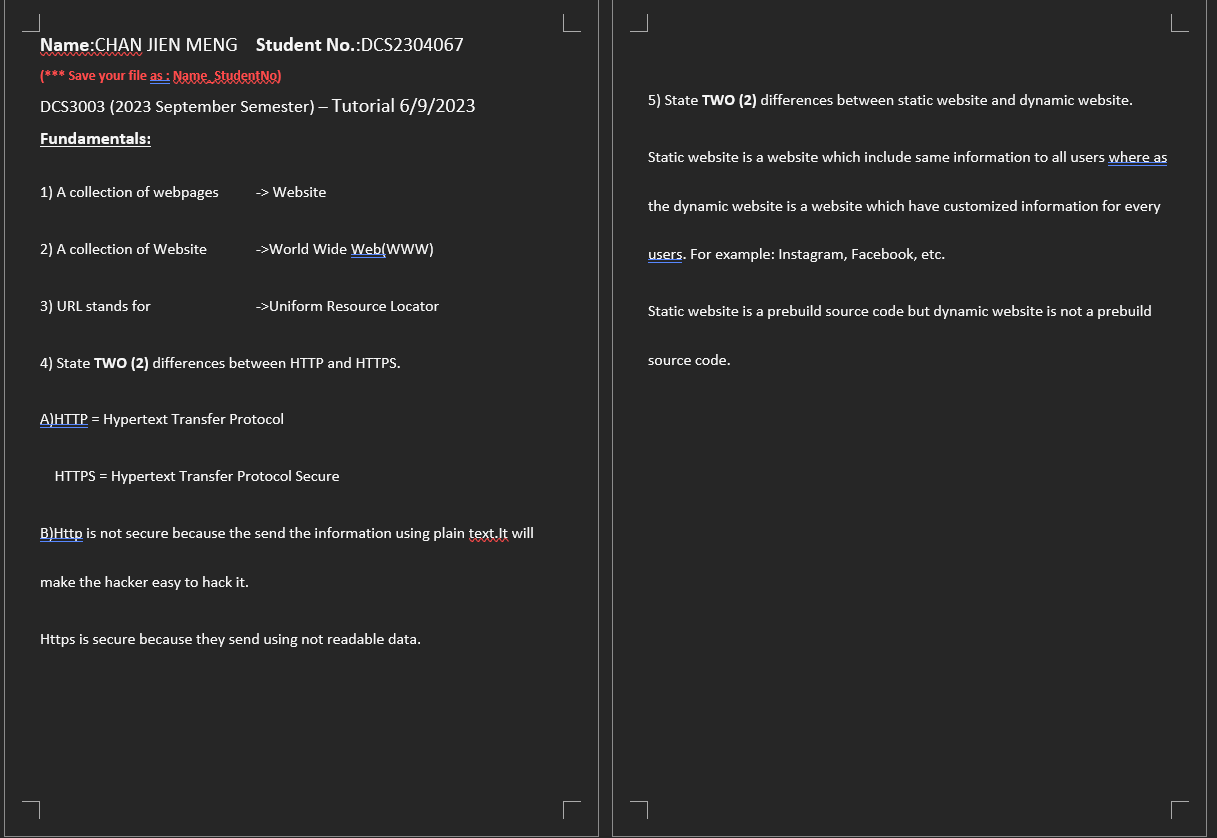 Name:CHAN JIEN MENG Student No.:DCS2304067
(*** Save your file as : Name_StudentNo)
DCS3003 (2023 September Semester) – Tutorial 6/9/2023
Fundamentals:
1) A collection of webpages -> Website
2) A collection of Website ->World Wide Web(WWW)
3) URL stands for ->Uniform Resource Locator
4) State TWO (2) differences between HTTP and HTTPS.
A)HTTP = Hypertext Transfer Protocol
HTTPS = Hypertext Transfer Protocol Secure
B)Http is not secure because the send the information using plain text.It will
make the hacker easy to hack it.
Https is secure because they send using not readable data.
5) State TWO (2) differences between static website and dynamic website.
Static website is a website which include same information to all users where as
the dynamic website is a website which have customized information for every
users. For example: Instagram, Facebook, etc.
Static website is a prebuild source code but dynamic website is not a prebuild
source code.